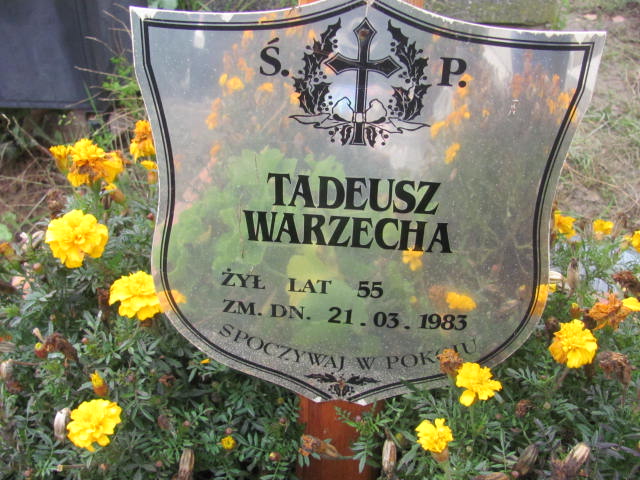 Ś. P.
TADEUSZ
WARZECHA
ŻYŁ LAT 55
ZM. DN. 21.03.1983
SPOCZYWAJ W POKOJU